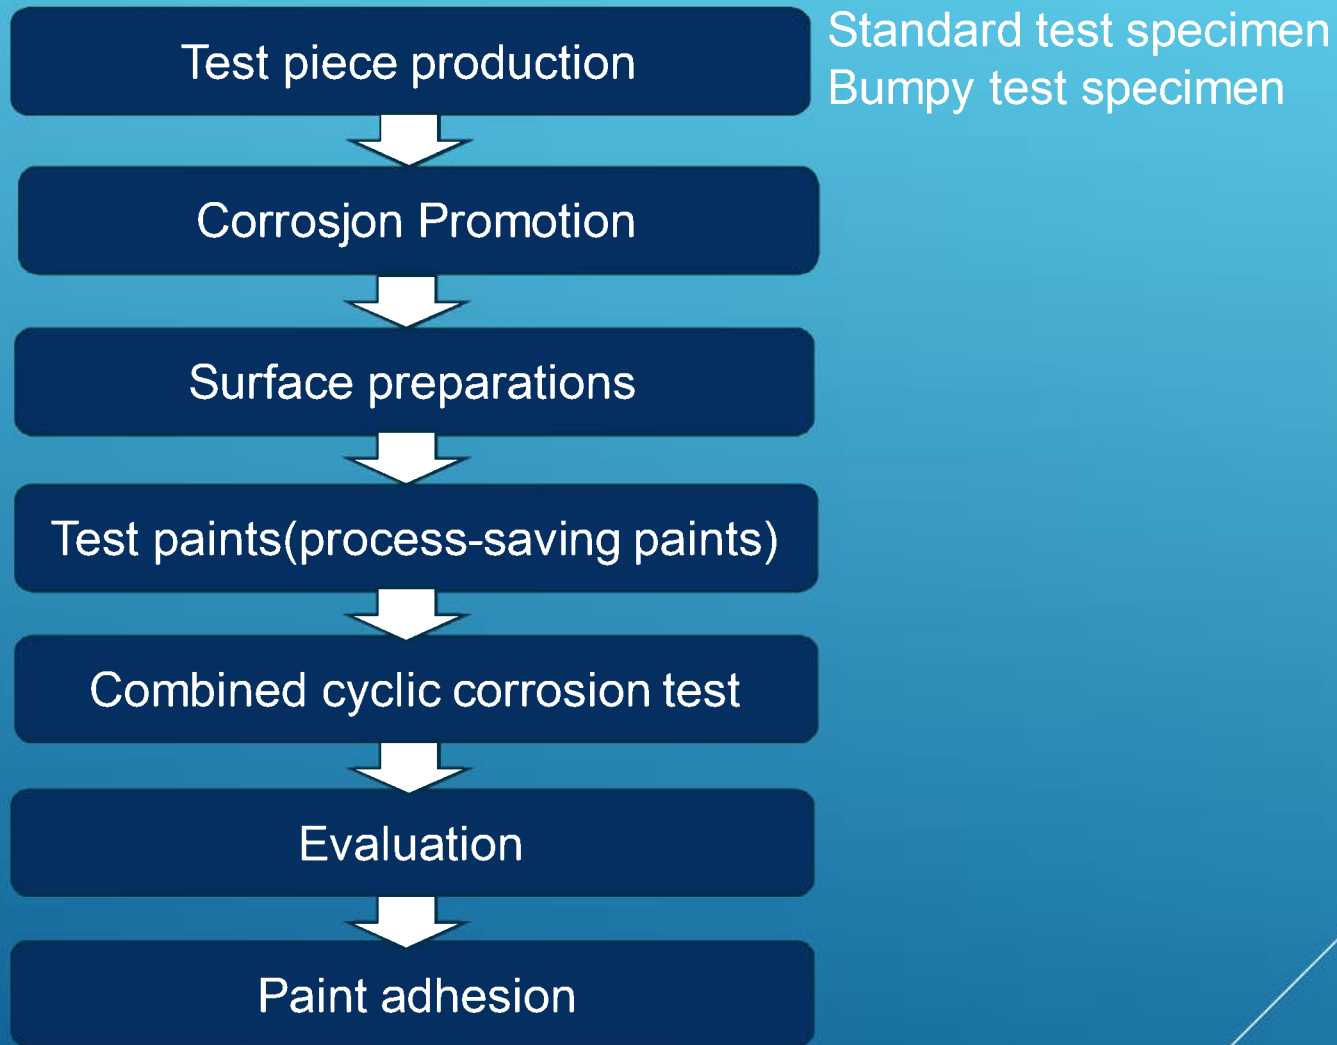 Test piece production
Standard test specimen
Bumpy test specimen
Corrosjon Promotion
Surface preparations
Test paints(process-saving paints)
Combined cyclic corrosion test
Evaluation
Paint adhesion